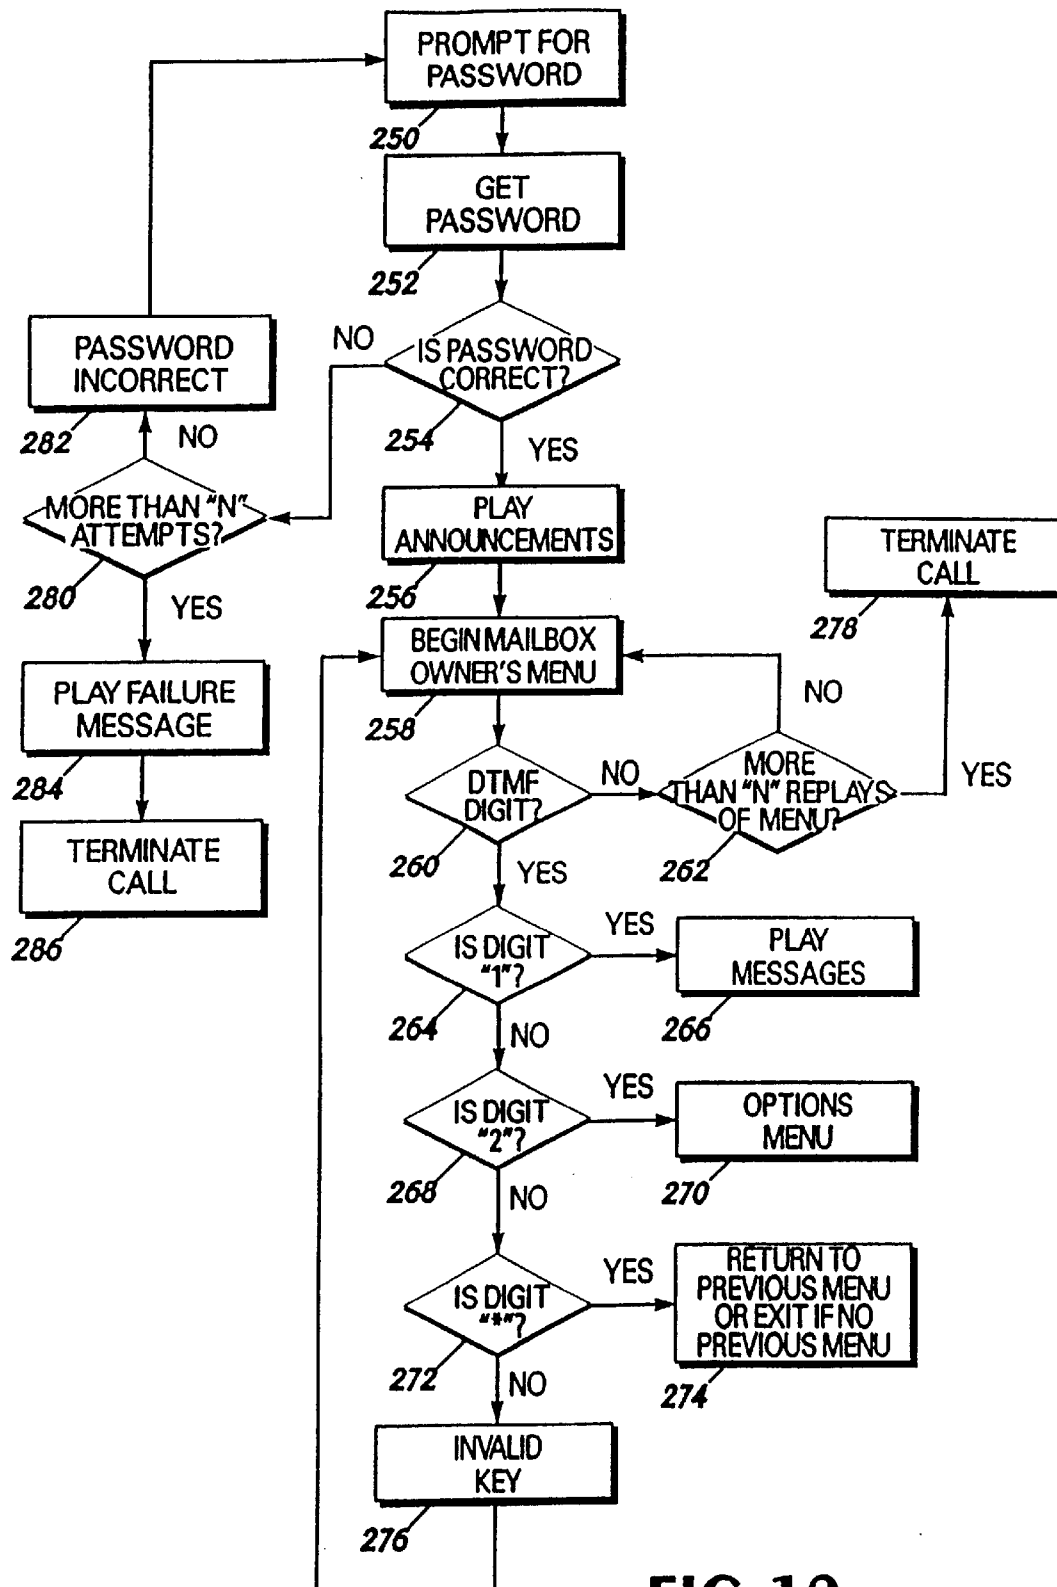 PROMPT FOR
PASSWORD
250
GET
PASSWORD
252
IS PASSWORD
CORRECT?
254
NO
YES
PASSWORD
INCORRECT
282
NO
MORE THAN "N"
ATTEMPTS?
280
YES
PLAY FAILURE
MESSAGE
284
TERMINATE
CALL
286
PLAY
ANNOUNCEMENTS
256
BEGIN MAILBOX
OWNER'S MENU
258
TERMINATE
CALL
278
NO
YES
DTMF
DIGIT?
260
NO
MORE
THAN "N" REPLAYS
OF MENU?
262
YES
IS DIGIT
"1"?
264
YES
PLAY
MESSAGES
266
NO
IS DIGIT
"2"?
268
YES
OPTIONS
MENU
270
NO
IS DIGIT
"*"?
272
YES
RETURN TO
PREVIOUS MENU
OR EXIT IF NO
PREVIOUS MENU
274
NO
INVALID
KEY
276